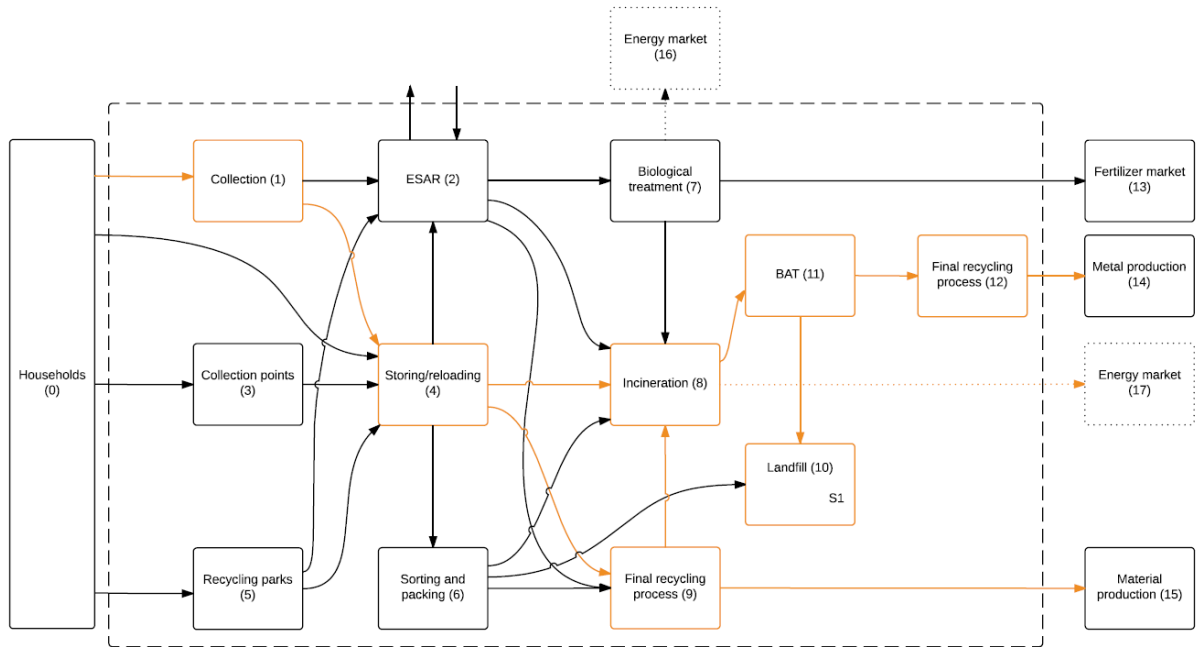 Energy market
(16)
Collection (1)
ESAR (2)
Biological
treatment (7)
Fertilizer market
(13)
BAT (11)
Final recycling
process (12)
Metal production
(14)
Households
(0)
Collection points
(3)
Storing/reloading
(4)
Incineration (8)
Energy market
(17)
Landfill (10)
S1
Recycling parks
(5)
Sorting and
packing (6)
Final recycling
process (9)
Material
production (15)